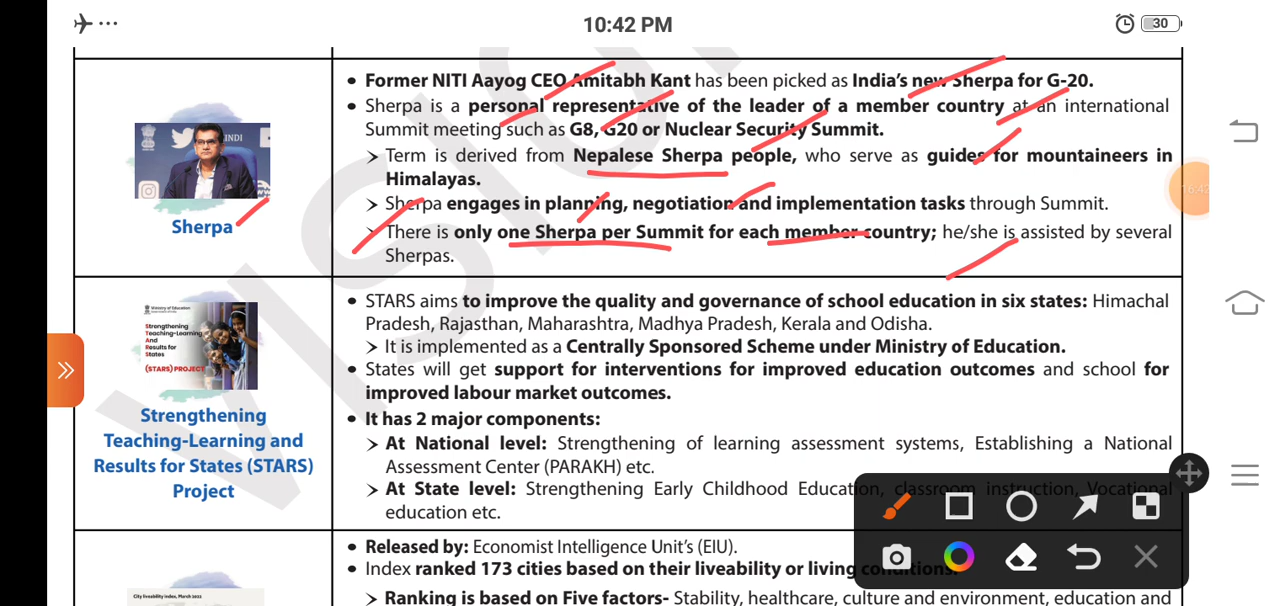 10:42 PM
30
• Former NITI Aayog CEO Amitabh Kant has been picked as India's new Sherpa for G-20.
• Sherpa is a personal representative of the leader of a member country at an international
Summit meeting such as G8, G20 or Nuclear Security Summit.
➢ Term is derived from Nepalese Sherpa people, who serve as guides for mountaineers in
Himalayas.
➢ Sherpa engages in planning, negotiation and implementation tasks through Summit.
➢ There is only one Sherpa per Summit for each member country; he/she is assisted by several
Sherpas.
Sherpa
• STARS aims to improve the quality and governance of school education in six states: Himachal
Pradesh, Rajasthan, Maharashtra, Madhya Pradesh, Kerala and Odisha.
➢ It is implemented as a Centrally Sponsored Scheme under Ministry of Education.
• States will get support for interventions for improved education outcomes and school for
improved labour market outcomes.
• It has 2 major components:
➢ At National level: Strengthening of learning assessment systems, Establishing a National
Assessment Center (PARAKH) etc.
➢ At State level: Strengthening Early Childhood Education, classroom instruction, Vocational
education etc.
Ministry of Education
Strengthening
Teaching-Learning
And
Results for
States
(STARS) PROJECT
Strengthening
Teaching-Learning and
Results for States (STARS)
Project
• Released by: Economist Intelligence Unit's (EIU).
• Index ranked 173 cities based on their liveability or living conditions.
➢ Ranking is based on Five factors- Stability, healthcare, culture and environment, education and
City liveability index, March 2022